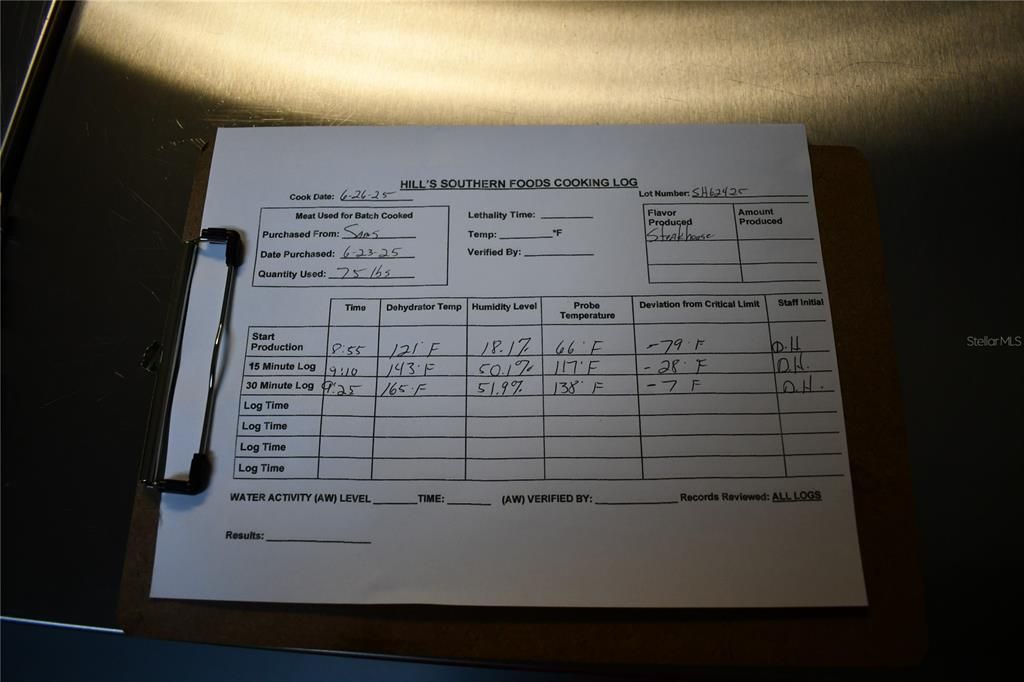 HILL'S SOUTHERN FOODS COOKING LOG
Cook Date: 6-26-25
Lot Number: SH62425
Meat Used for Batch Cooked
Purchased From: Sams
Date Purchased: 6-23-25
Quantity Used: 75 lbs
Lethality Time:
Temp: °F
Verified By:
Flavor Produced Amount Produced
Steakhouse
Time Dehydrator Temp Humidity Level Probe Temperature Deviation from Critical Limit Staff Initial
Start Production 8:55 121° F 18.1% 66° F -79° F D.H
15 Minute Log 9:10 143° F 50.1% 117° F -28° F D.H.
30 Minute Log 9:25 165° F 51.9% 138° F -7 F D.H.
Log Time
Log Time
Log Time
Log Time
WATER ACTIVITY (AW) LEVEL TIME: (AW) VERIFIED BY: Records Reviewed: ALL LOGS
Results:
StellarMLS